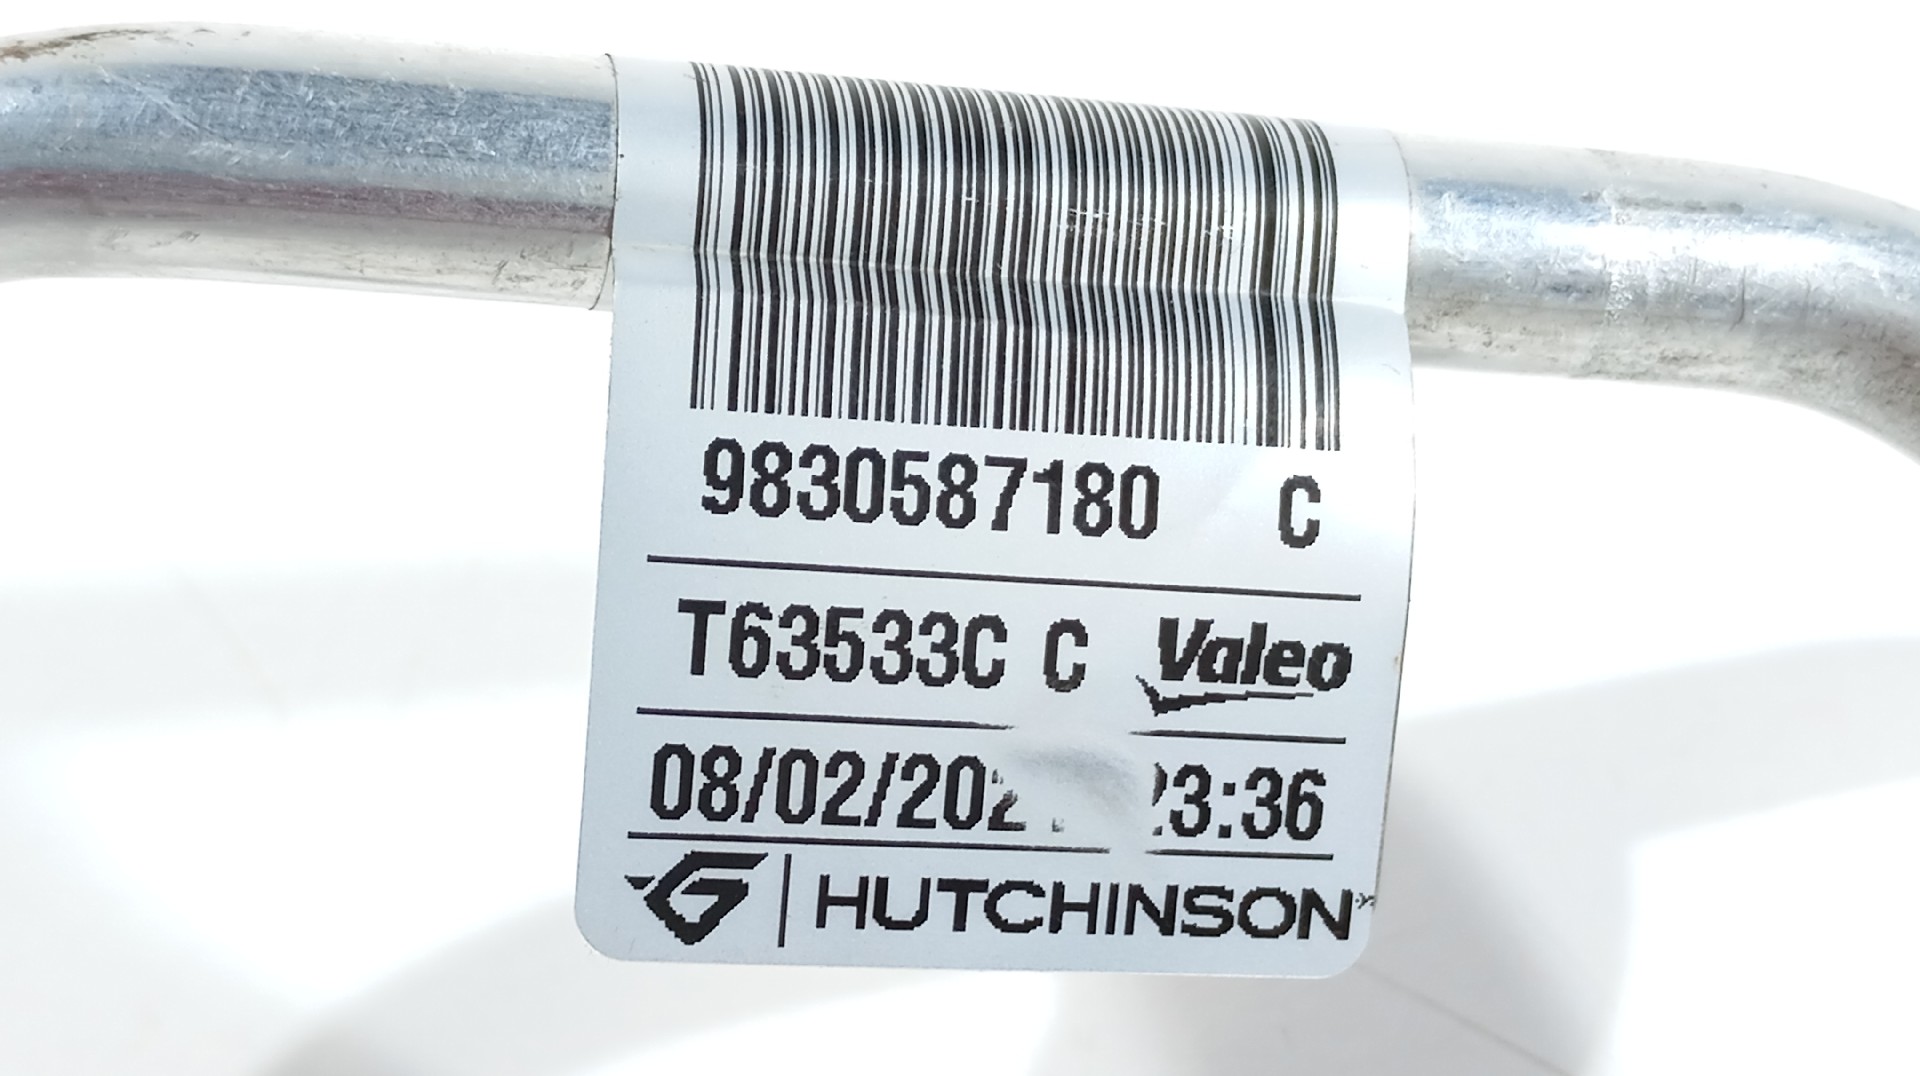 9830587180 C
T63533C C Valeo
08/02/202 23:36
HUTCHINSON